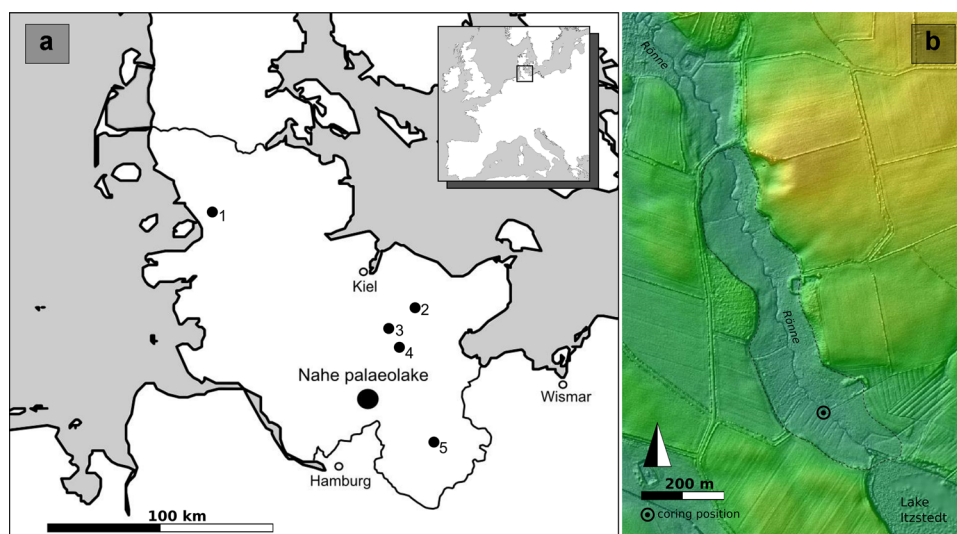 a
1
Kiel
2
3
4
Nahe palaeolake
Wismar
5
Hamburg
100 km
b
Rönne
Rönne
200 m
coring position
Lake
Itzstedt